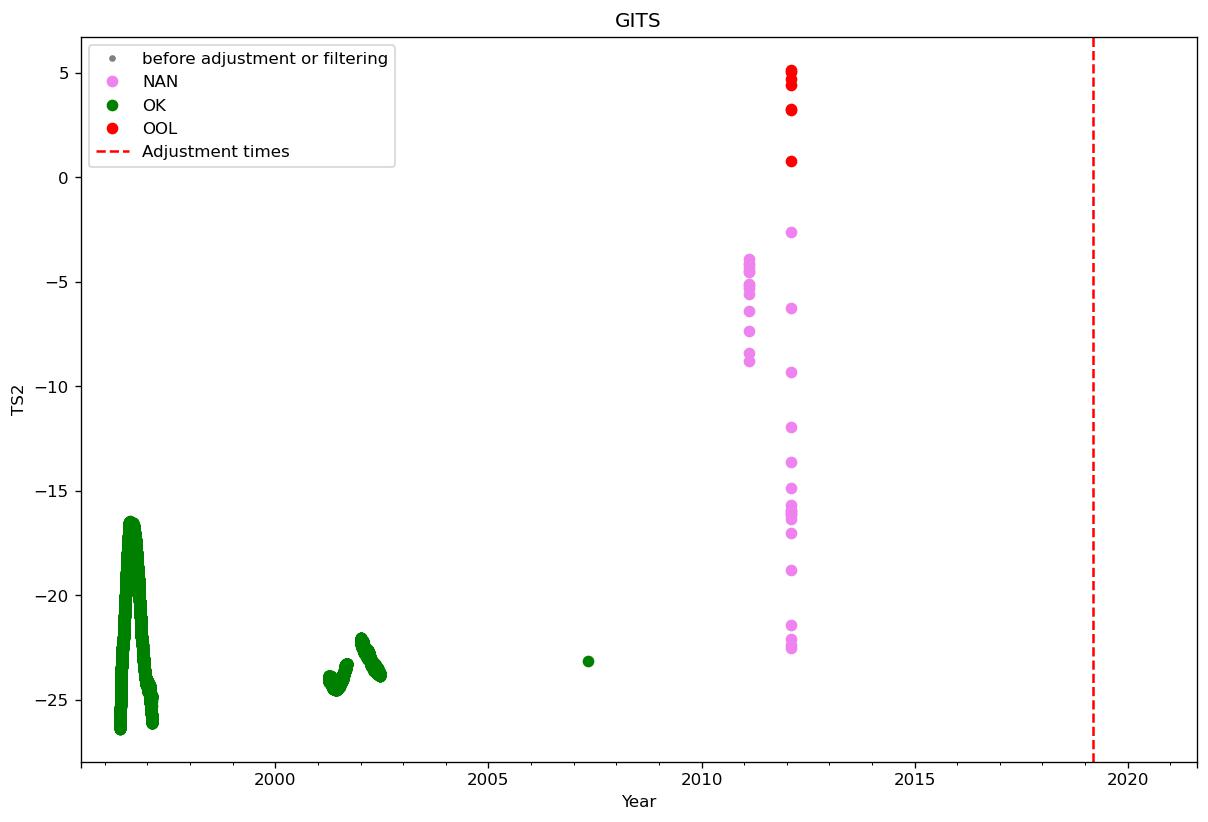 GITS
before adjustment or filtering
NAN
OK
OOL
Adjustment times
5
0
−5
−10
−15
−20
−25
TS2
2000 2005 2010 2015 2020
Year